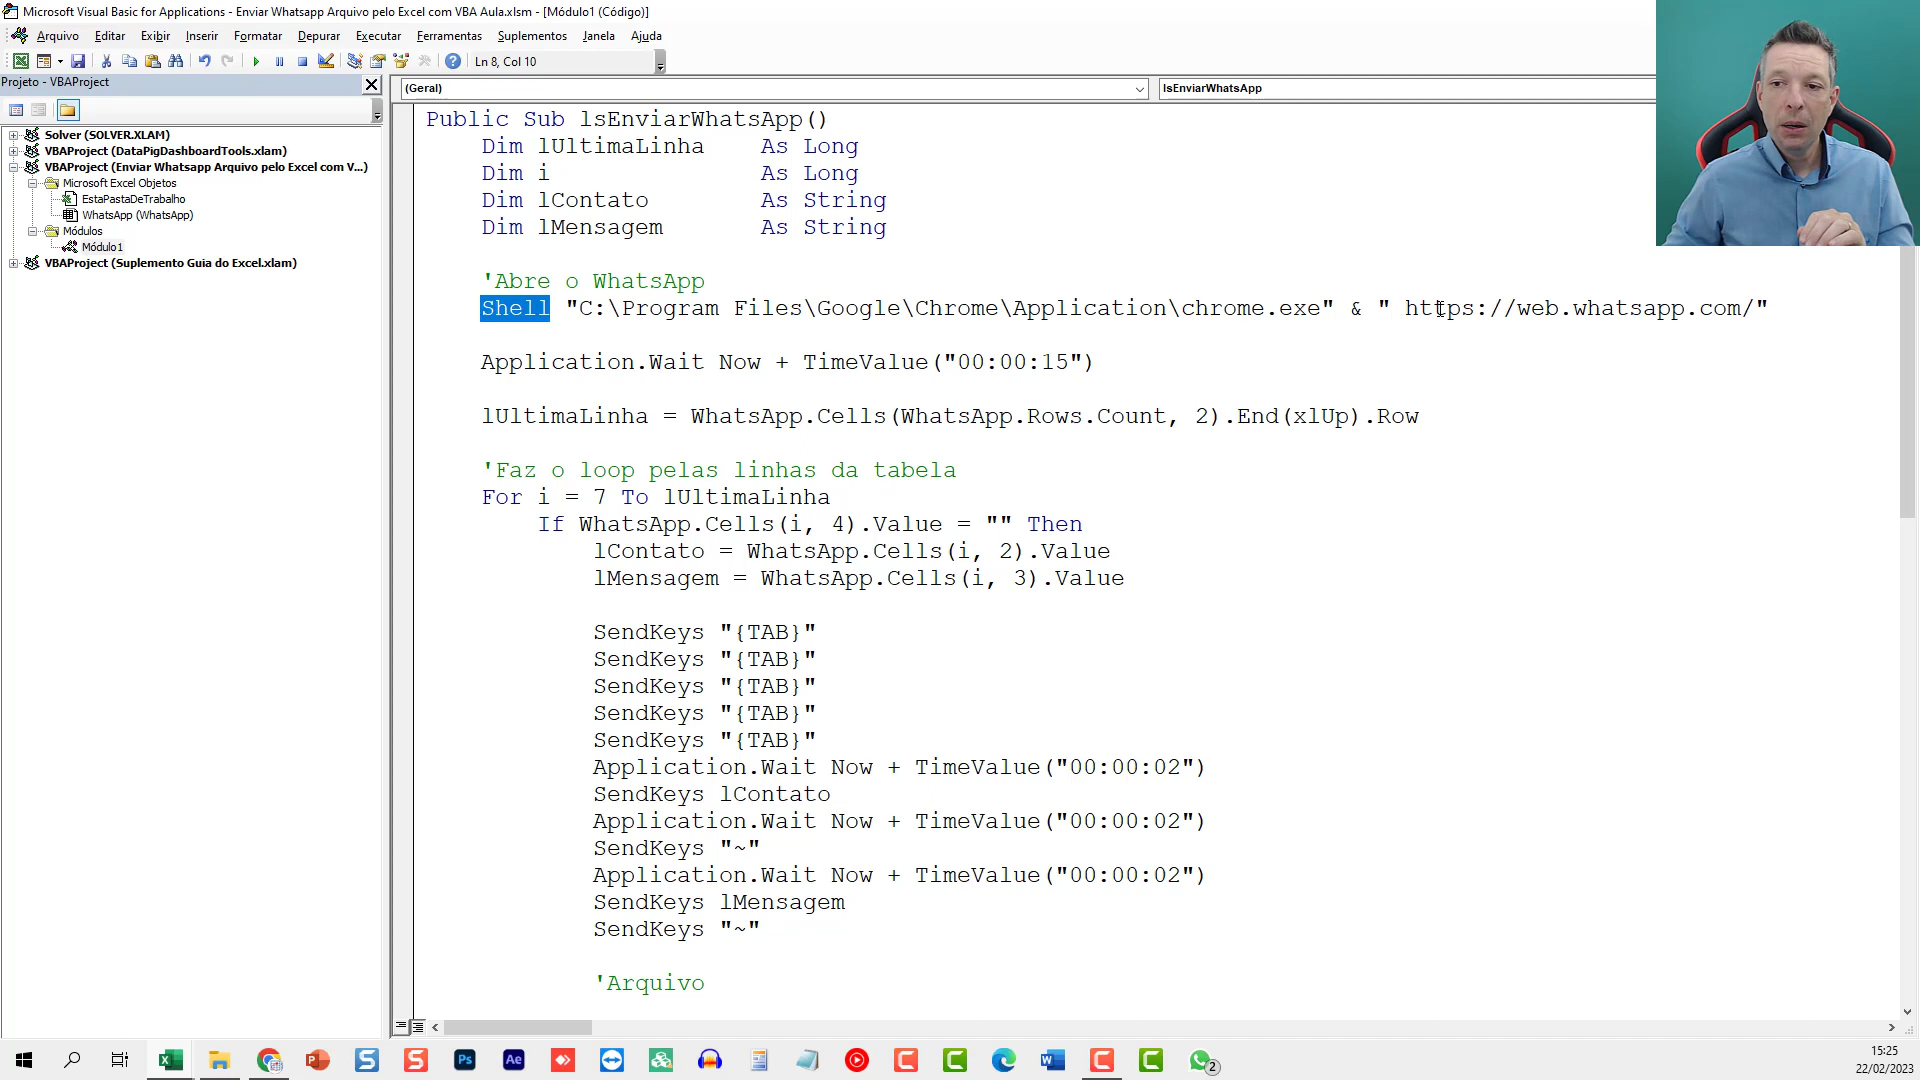 Microsoft Visual Basic for Applications - Enviar Whatsapp Arquivo pelo Excel com VBA Aula.xlsm - [Módulo1 (Código)]
Arquivo Editar Exibir Inserir Formatar Depurar Executar Ferramentas Suplementos Janela Ajuda
Ln 8, Col 10
Projeto - VBAProject
Solver (SOLVER.XLAM)
VBAProject (DataPigDashboardTools.xlam)
VBAProject (Enviar Whatsapp Arquivo pelo Excel com V...)
Microsoft Excel Objetos
EstaPastaDeTrabalho
WhatsApp (WhatsApp)
Módulos
Módulo1
VBAProject (Suplemento Guia do Excel.xlam)
(Geral)
lsEnviarWhatsApp
Public Sub lsEnviarWhatsApp()
Dim lUltimaLinha As Long
Dim i As Long
Dim lContato As String
Dim lMensagem As String
'Abre o WhatsApp
Shell "C:\Program Files\Google\Chrome\Application\chrome.exe" & " https://web.whatsapp.com/"
Application.Wait Now + TimeValue("00:00:15")
lUltimaLinha = WhatsApp.Cells(WhatsApp.Rows.Count, 2).End(xlUp).Row
'Faz o loop pelas linhas da tabela
For i = 7 To lUltimaLinha
If WhatsApp.Cells(i, 4).Value = "" Then
lContato = WhatsApp.Cells(i, 2).Value
lMensagem = WhatsApp.Cells(i, 3).Value
SendKeys "{TAB}"
SendKeys "{TAB}"
SendKeys "{TAB}"
SendKeys "{TAB}"
SendKeys "{TAB}"
Application.Wait Now + TimeValue("00:00:02")
SendKeys lContato
Application.Wait Now + TimeValue("00:00:02")
SendKeys "~"
Application.Wait Now + TimeValue("00:00:02")
SendKeys lMensagem
SendKeys "~"
'Arquivo
Ps Ae 2
15:25
22/02/2023